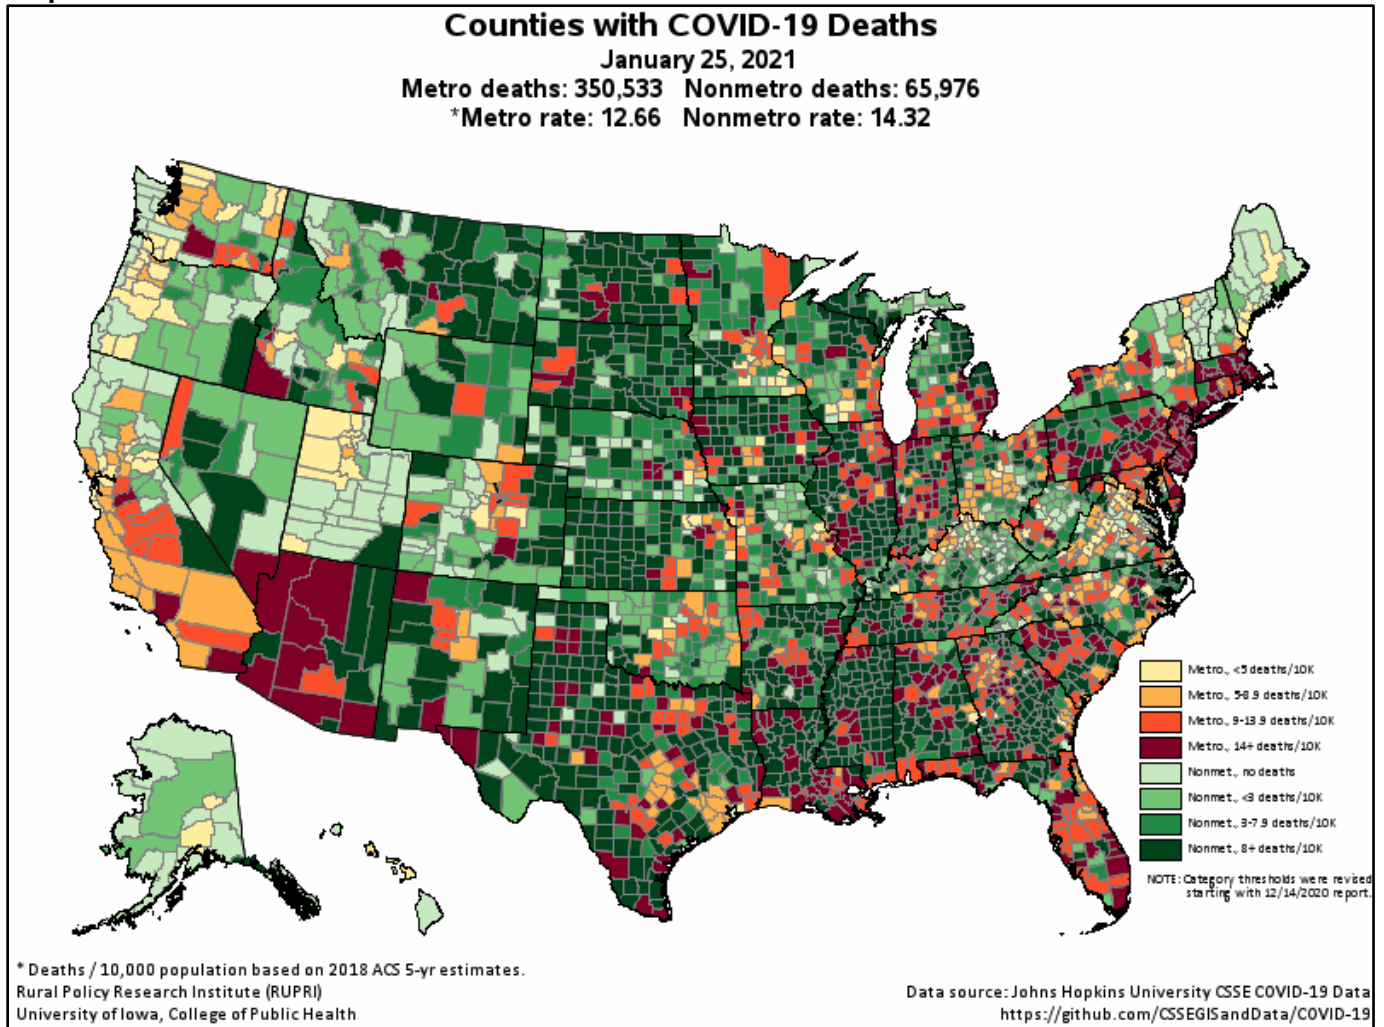 Counties with COVID-19 Deaths
January 25, 2021
Metro deaths: 350,533 Nonmetro deaths: 65,976
*Metro rate: 12.66 Nonmetro rate: 14.32
Metro., <5 deaths/10K
Metro., 5-8.9 deaths/10K
Metro., 9-13.9 deaths/10K
Metro., 14+ deaths/10K
Nonmet., no deaths
Nonmet., <3 deaths/10K
Nonmet., 3-7.9 deaths/10K
Nonmet., 8+ deaths/10K
NOTE: Category thresholds were revised
starting with 12/14/2020 report.
* Deaths / 10,000 population based on 2018 ACS 5-yr estimates.
Rural Policy Research Institute (RUPRI)
University of Iowa, College of Public Health
Data source: Johns Hopkins University CSSE COVID-19 Data
https://github.com/CSSEGISandData/COVID-19